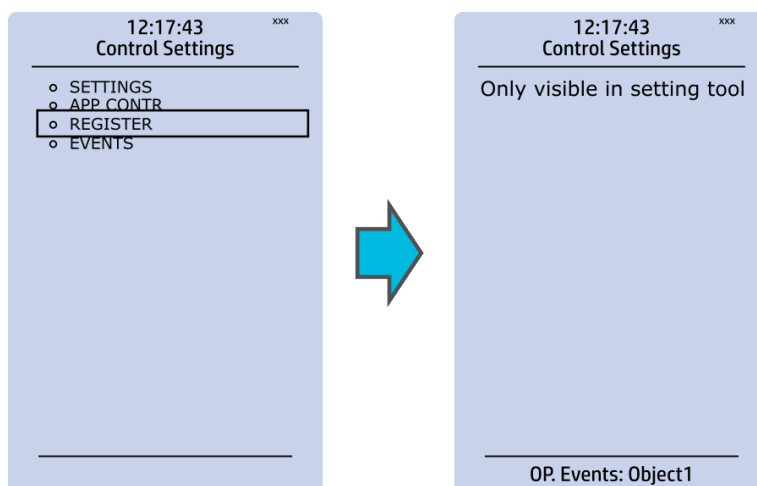 12:17:43
xxx
Control Settings
SETTINGS
APP CONTR
REGISTER
EVENTS
12:17:43
xxx
Control Settings
Only visible in setting tool
OP. Events: Object1